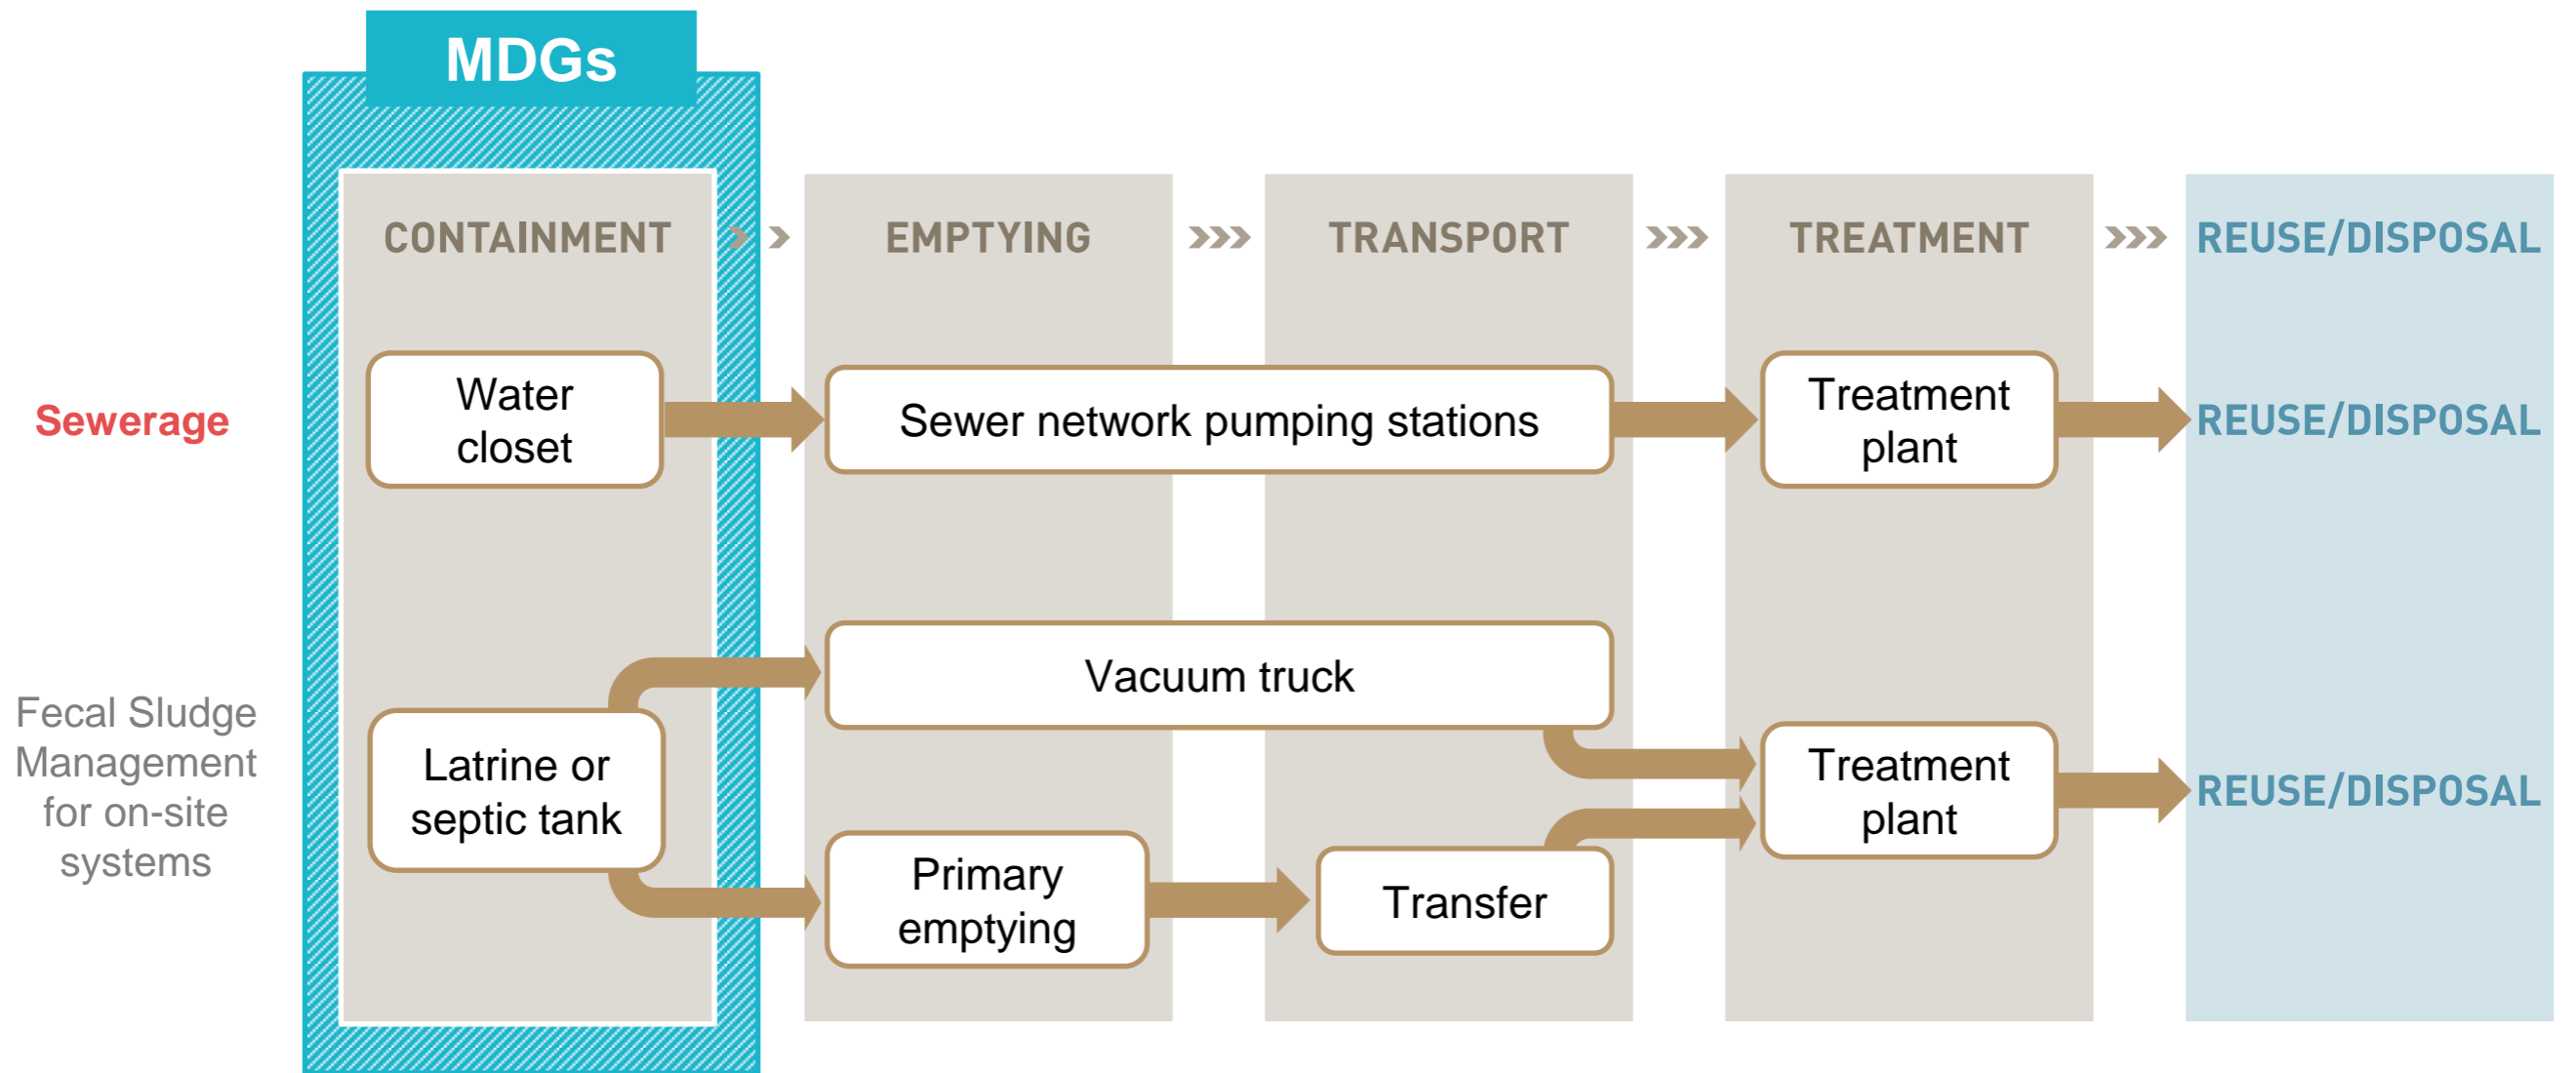 MDGs
CONTAINMENT
EMPTYING
TRANSPORT
TREATMENT
REUSE/DISPOSAL
Sewerage
Water
closet
Sewer network pumping stations
Treatment
plant
REUSE/DISPOSAL
Fecal Sludge
Management
for on-site
systems
Latrine or
septic tank
Vacuum truck
Primary
emptying
Transfer
Treatment
plant
REUSE/DISPOSAL